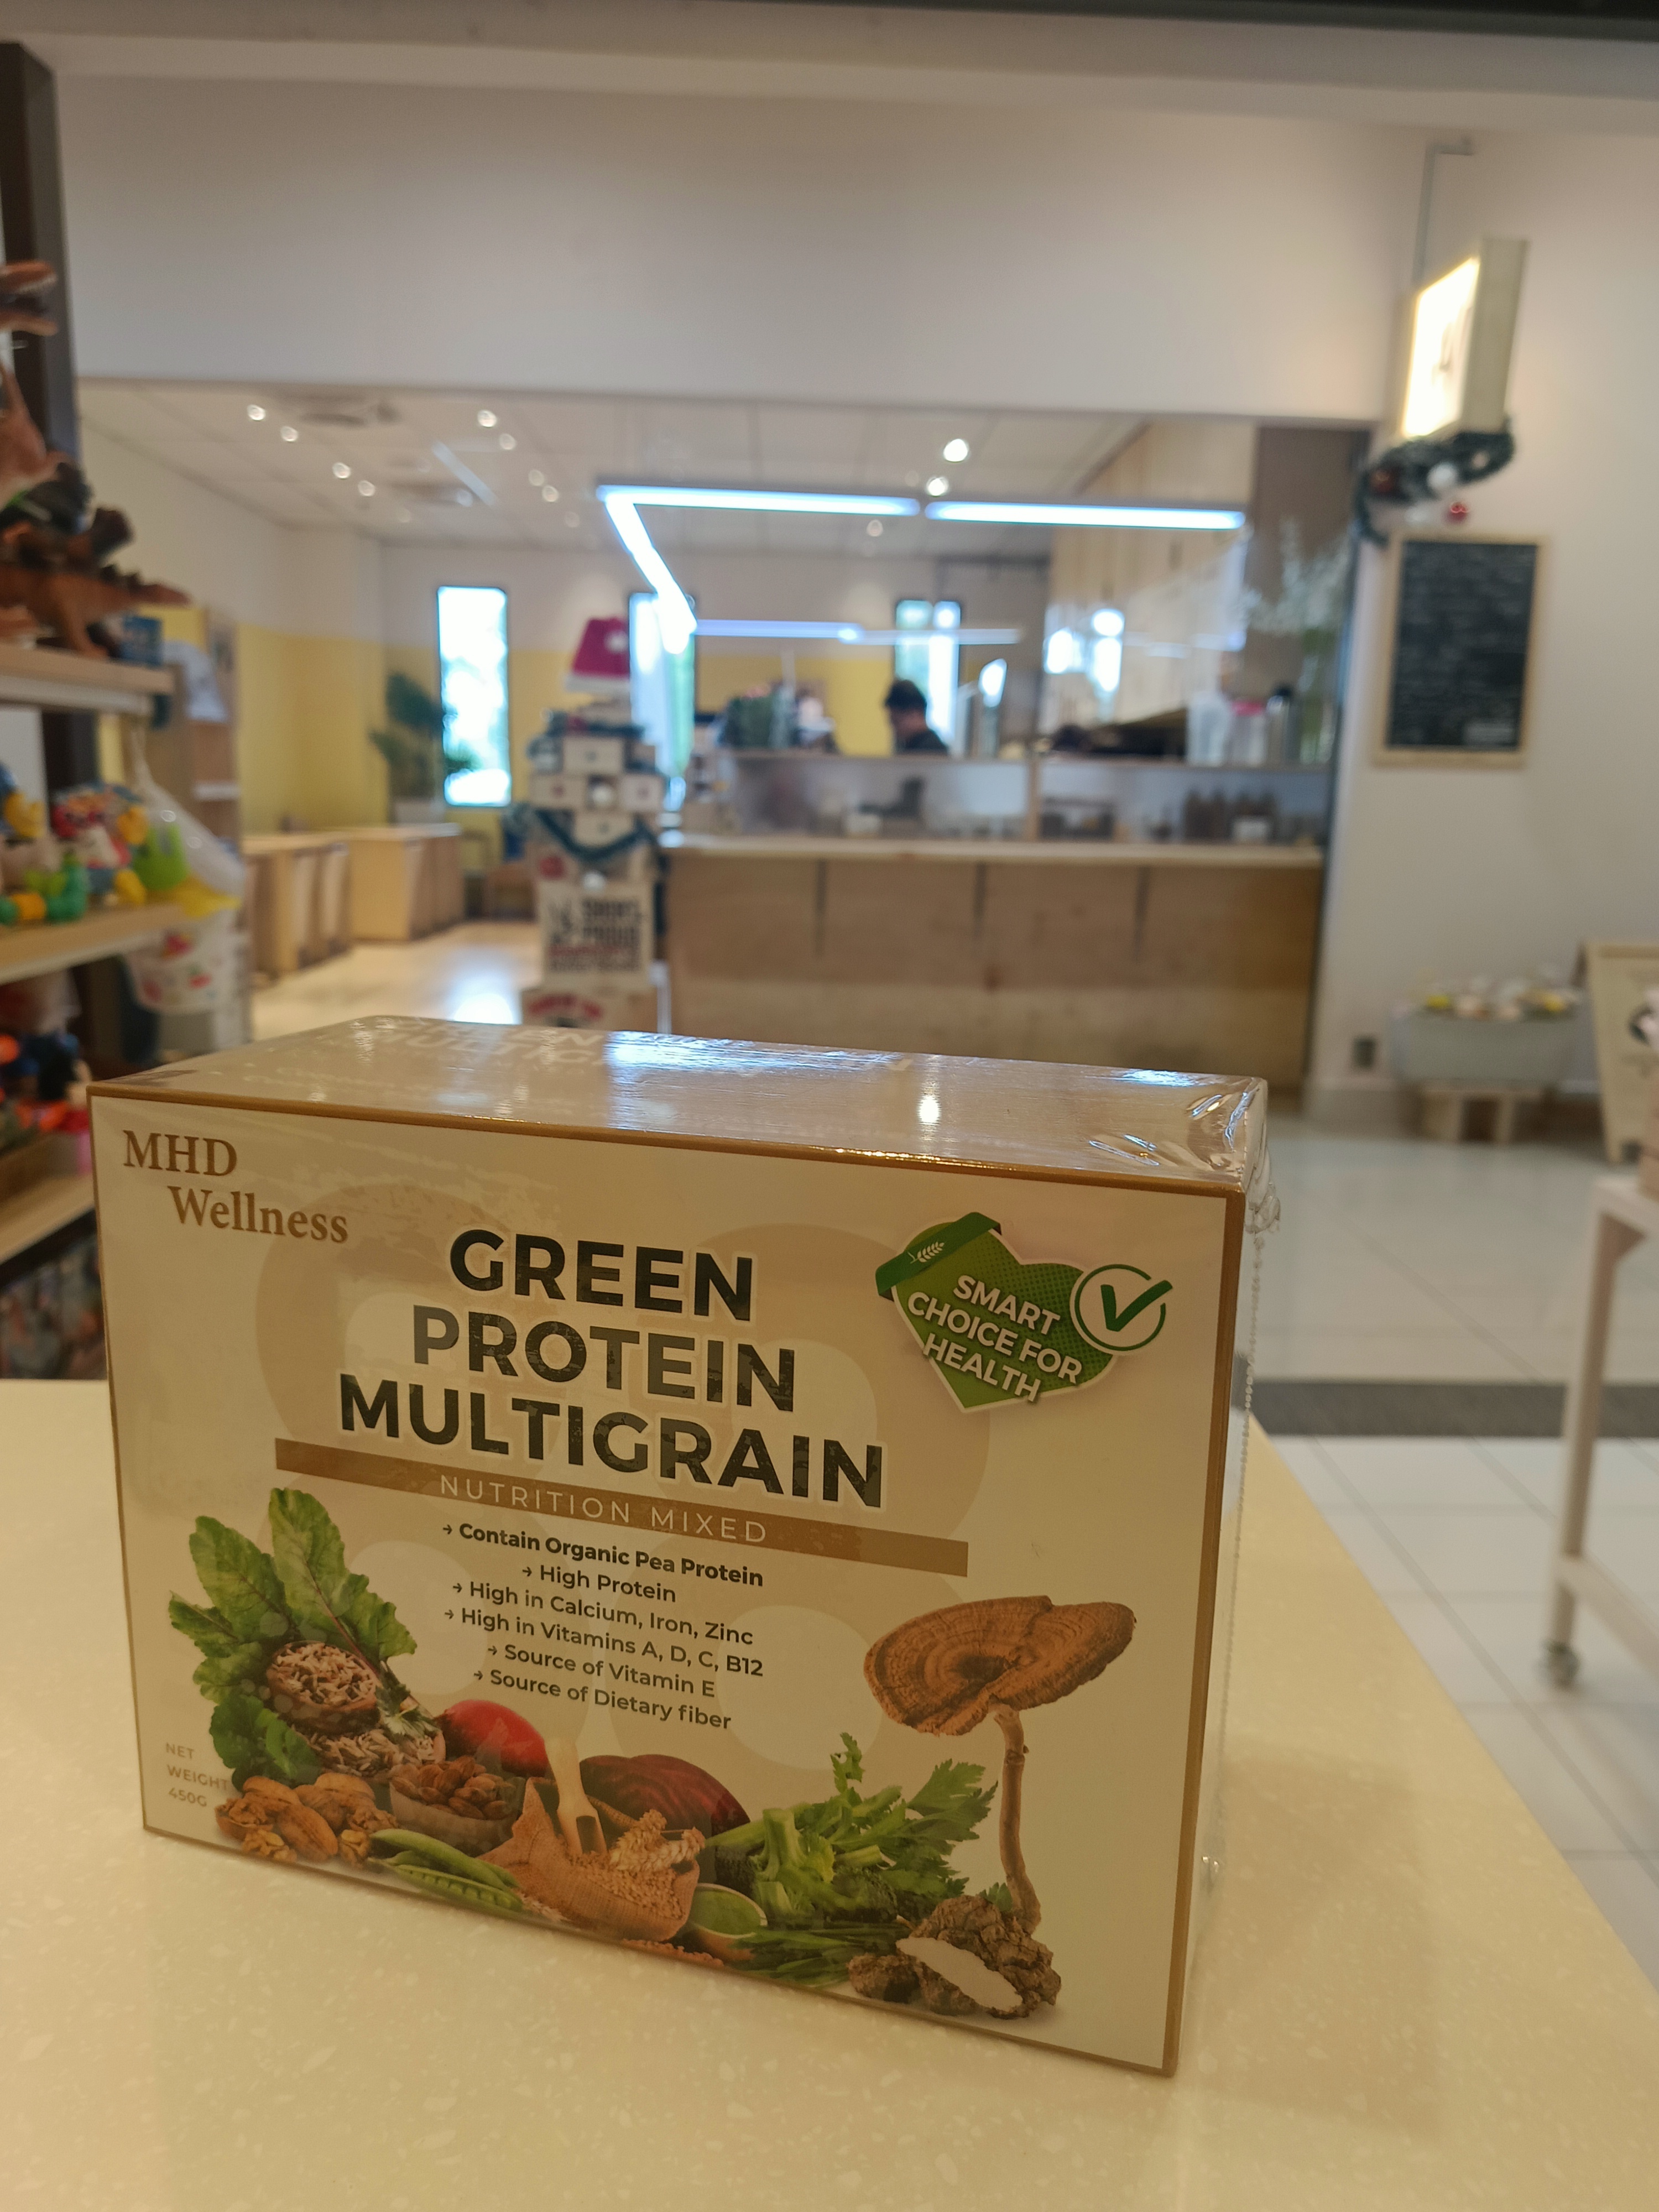 MHD
Wellness
GREEN
PROTEIN
MULTIGRAIN
NUTRITION MIXED
→ Contain Organic Pea Protein
→ High Protein
→ High in Calcium, Iron, Zinc
→ High in Vitamins A, D, C, B12
→ Source of Vitamin E
→ Source of Dietary fiber
SMART
CHOICE FOR
HEALTH
NET
WEIGHT
450G